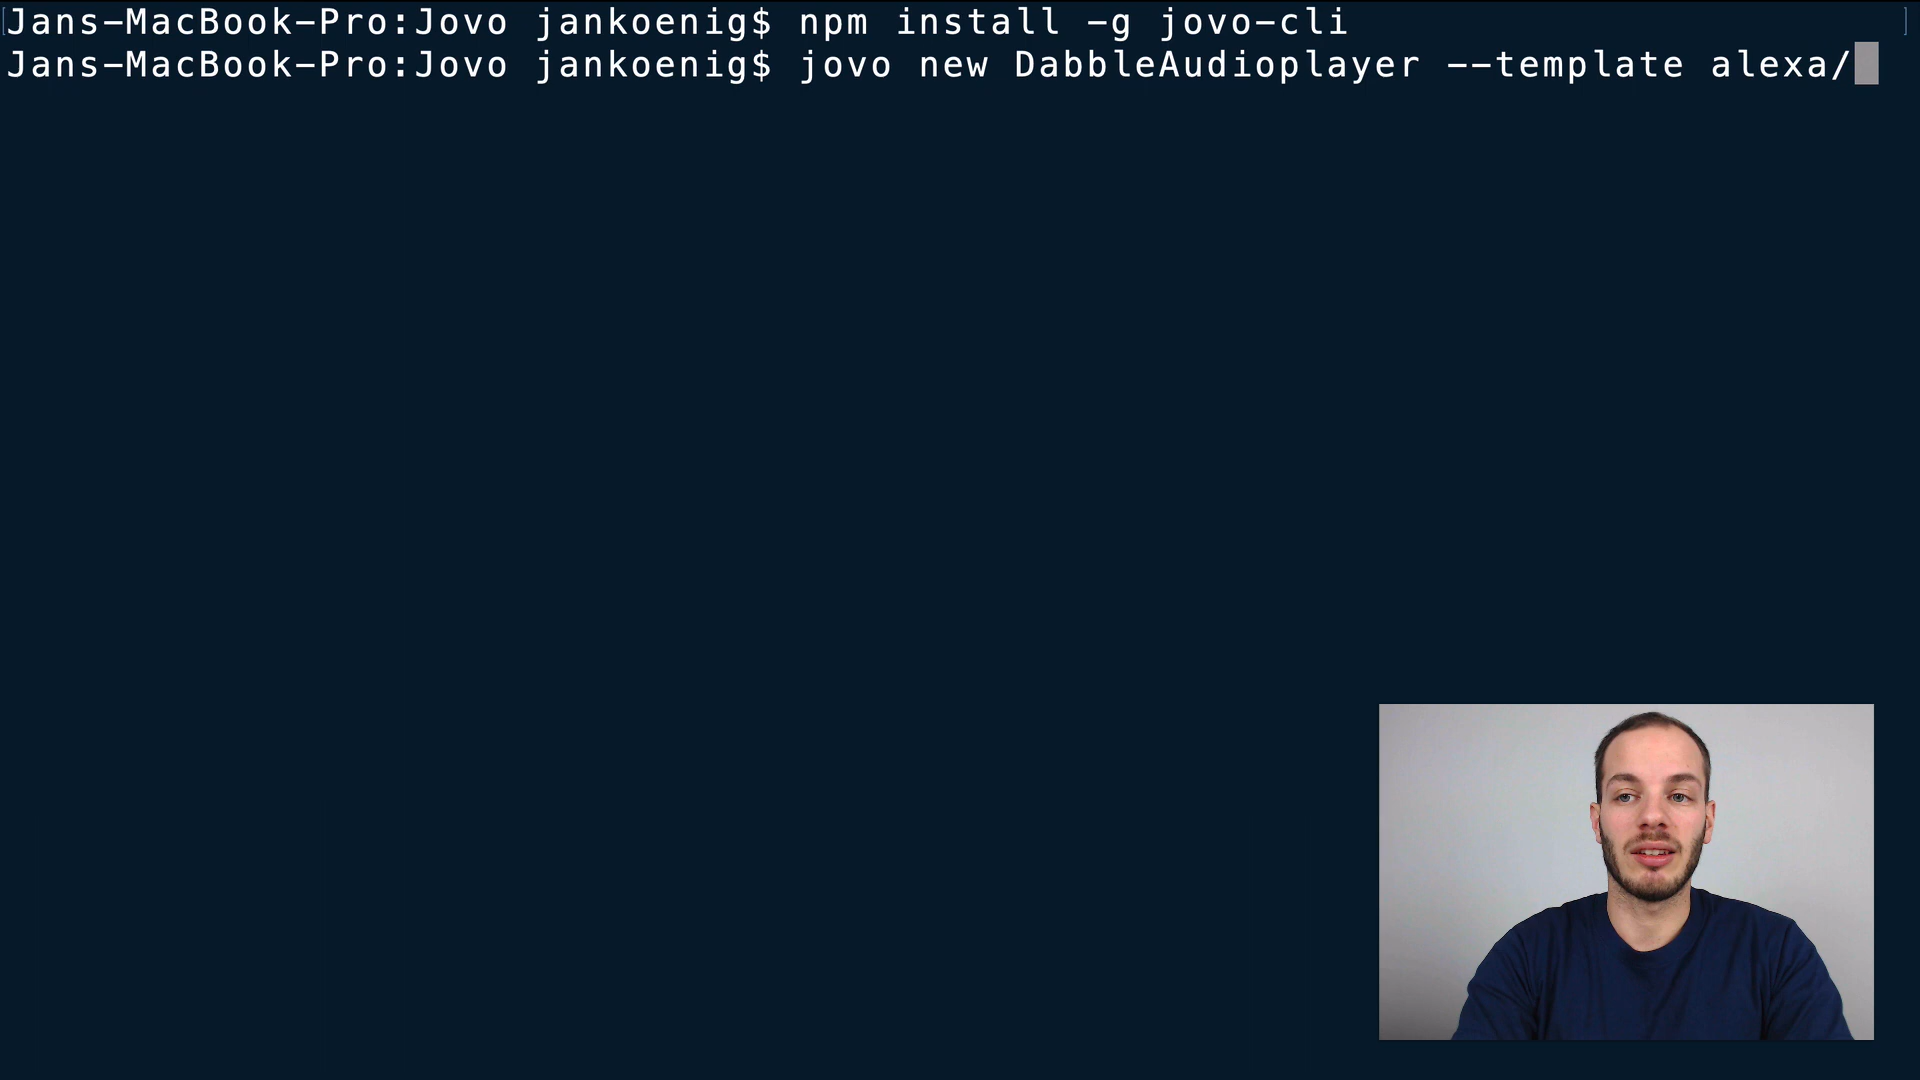 Jans-MacBook-Pro:Jovo jankoenig$ npm install -g jovo-cli
Jans-MacBook-Pro:Jovo jankoenig$ jovo new DabbleAudioplayer --template alexa/